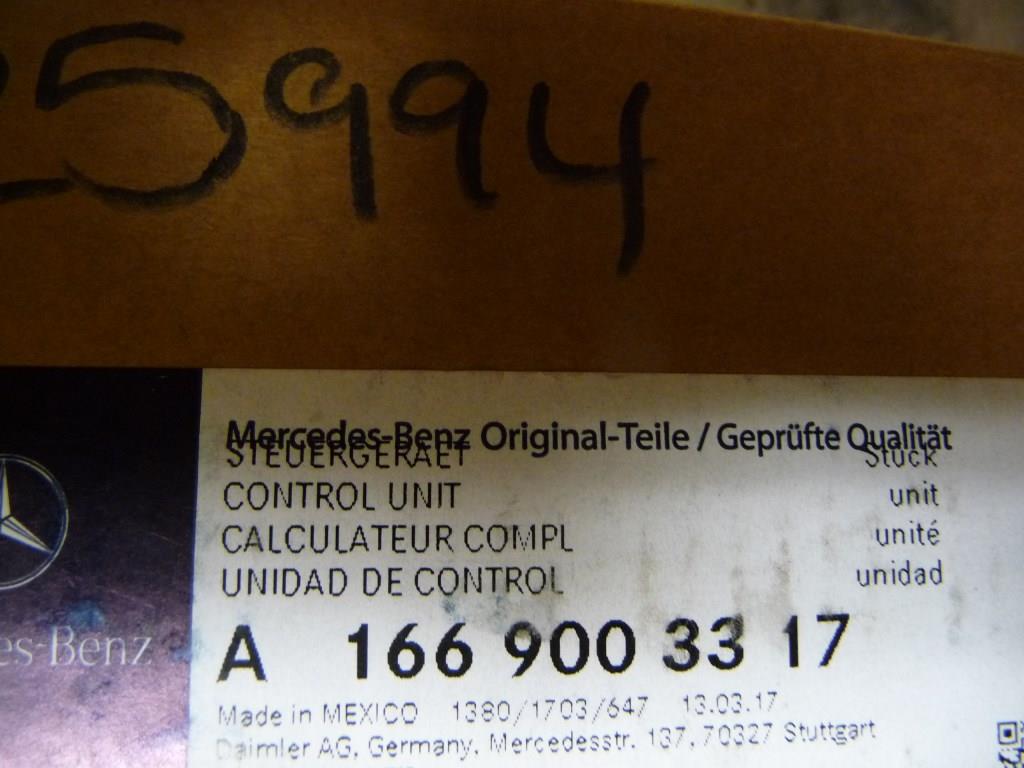 25994
Mercedes-Benz Original-Teile / Geprüfte Qualität
STEUERGERAET Stück
CONTROL UNIT unit
CALCULATEUR COMPL unité
UNIDAD DE CONTROL unidad
es-Benz
A 166 900 33 17
Made in MEXICO 1380/1703/647 13.03.17
Daimler AG, Germany, Mercedesstr. 137, 70327 Stuttgart